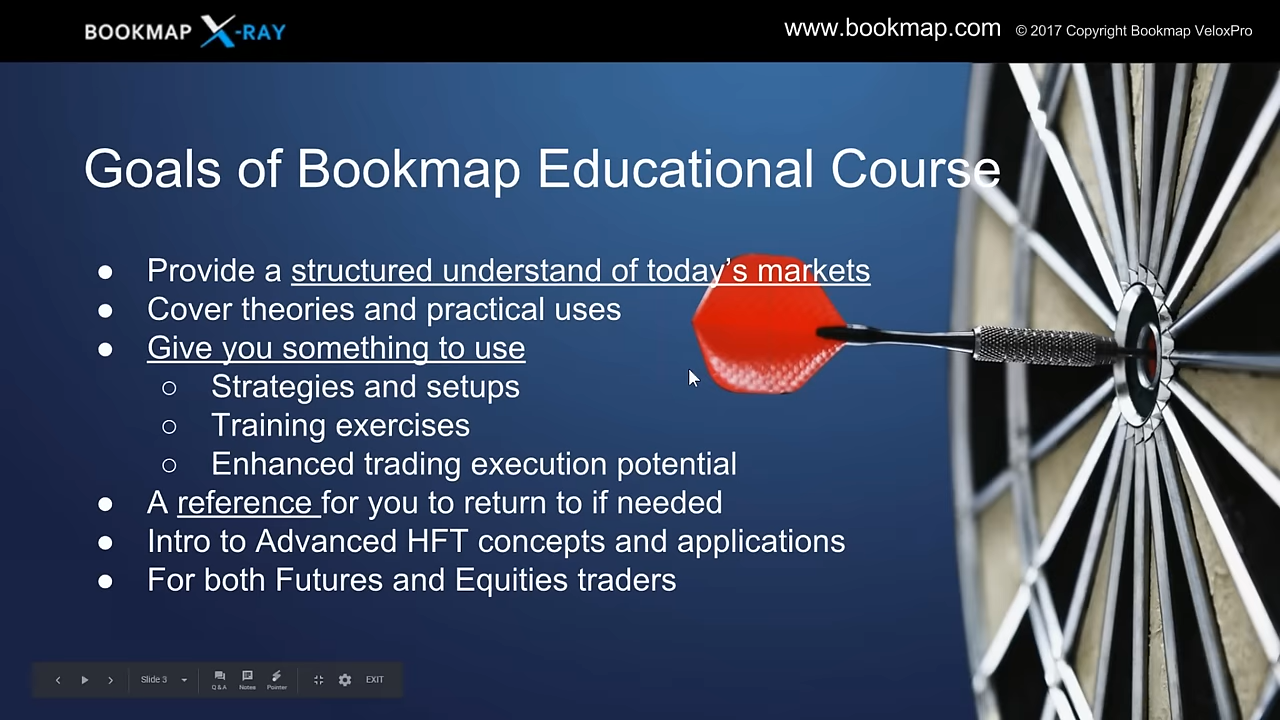 BOOKMAP X-RAY
www.bookmap.com © 2017 Copyright Bookmap VeloxPro
Goals of Bookmap Educational Course
● Provide a structured understand of today's markets
● Cover theories and practical uses
● Give you something to use
○ Strategies and setups
○ Training exercises
○ Enhanced trading execution potential
● A reference for you to return to if needed
● Intro to Advanced HFT concepts and applications
● For both Futures and Equities traders
Slide 3
Q & A Notes Pointer
EXIT